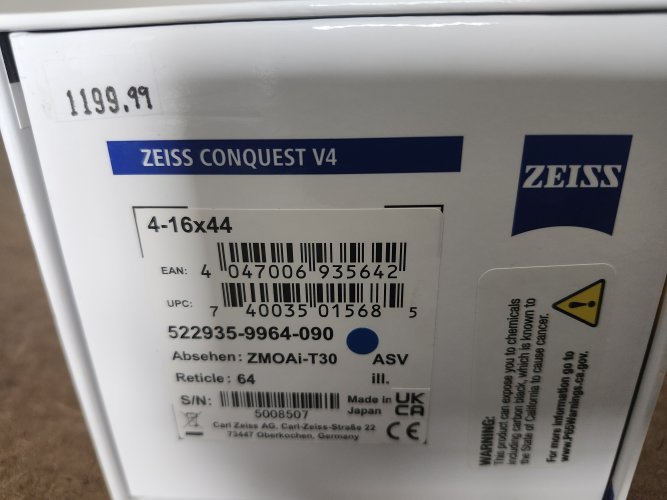 1199.99
ZEISS CONQUEST V4
ZEISS
4-16x44
EAN: 4 047006 935642
UPC: 7 40035 01568 5
522935-9964-090
Absehen: ZMOAi-T30 ASV
Reticle: 64 ill.
S/N: 5008507
Made in Japan
UK CA
Carl Zeiss AG, Carl-Zeiss-Straße 22
73447 Oberkochen, Germany
CE
WARNING:
This product can expose you to chemicals
including carbon black, which is known to
the State of California to cause cancer.
For more information go to
www.P65Warnings.ca.gov.